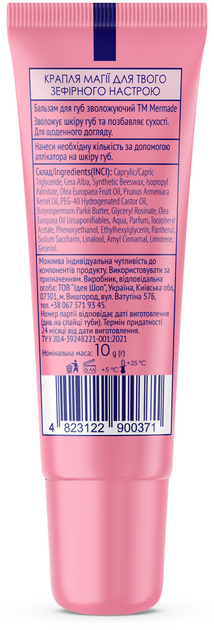 КРАПЛЯ МАГІЇ ДЛЯ ТВОГО
ЗЕФІРНОГО НАСТРОЮ
Бальзам для губ зволожуючий ТМ Mermade
Зволожує шкіру губ та позбавляє сухості.
Для щоденного догляду.
Нанеси необхідну кількість за допомогою
аплікатора на шкіру губ.
Склад/Ingredients(INCI): Caprylic/Capric
Triglyceride, Cera Alba, Synthetic Beeswax, Isopropyl
Palmitate, Olea Europaea Fruit Oil, Prunus Armeniaca
Kernel Oil, PEG-40 Hydrogenated Castor Oil,
Butyrospermum Parkii Butter, Glyceryl Rosinate, Olea
Europaea Oil Unsaponifiables, Aqua, Parfum, Tocopheryl
Acetate, Phenoxyethanol, Ethylhexylglycerin, Panthenol,
Sodium Saccharin, Linalool, Amyl Cinnamal, Limonene,
Geraniol.
Можлива індивідуальна чутливість до
компонентів продукту. Використовувати за
призначенням. Виробник, відповідальна
особа: ТОВ "Ідея Шоп", Україна, Київська обл.,
07301, м. Вишгород, вул. Ватутіна 57Б,
тел. +38 067 371 93 45.
Номер партії відповідає даті виготовлення
(див. на спайці туби). Термін придатності
24 місяці від дати виготовлення.
ТУ У 20.4-39248221-001:2021
Номінальна маса: 10 g (г)
6M
+5 °C
+25 °C
4 823122 900371